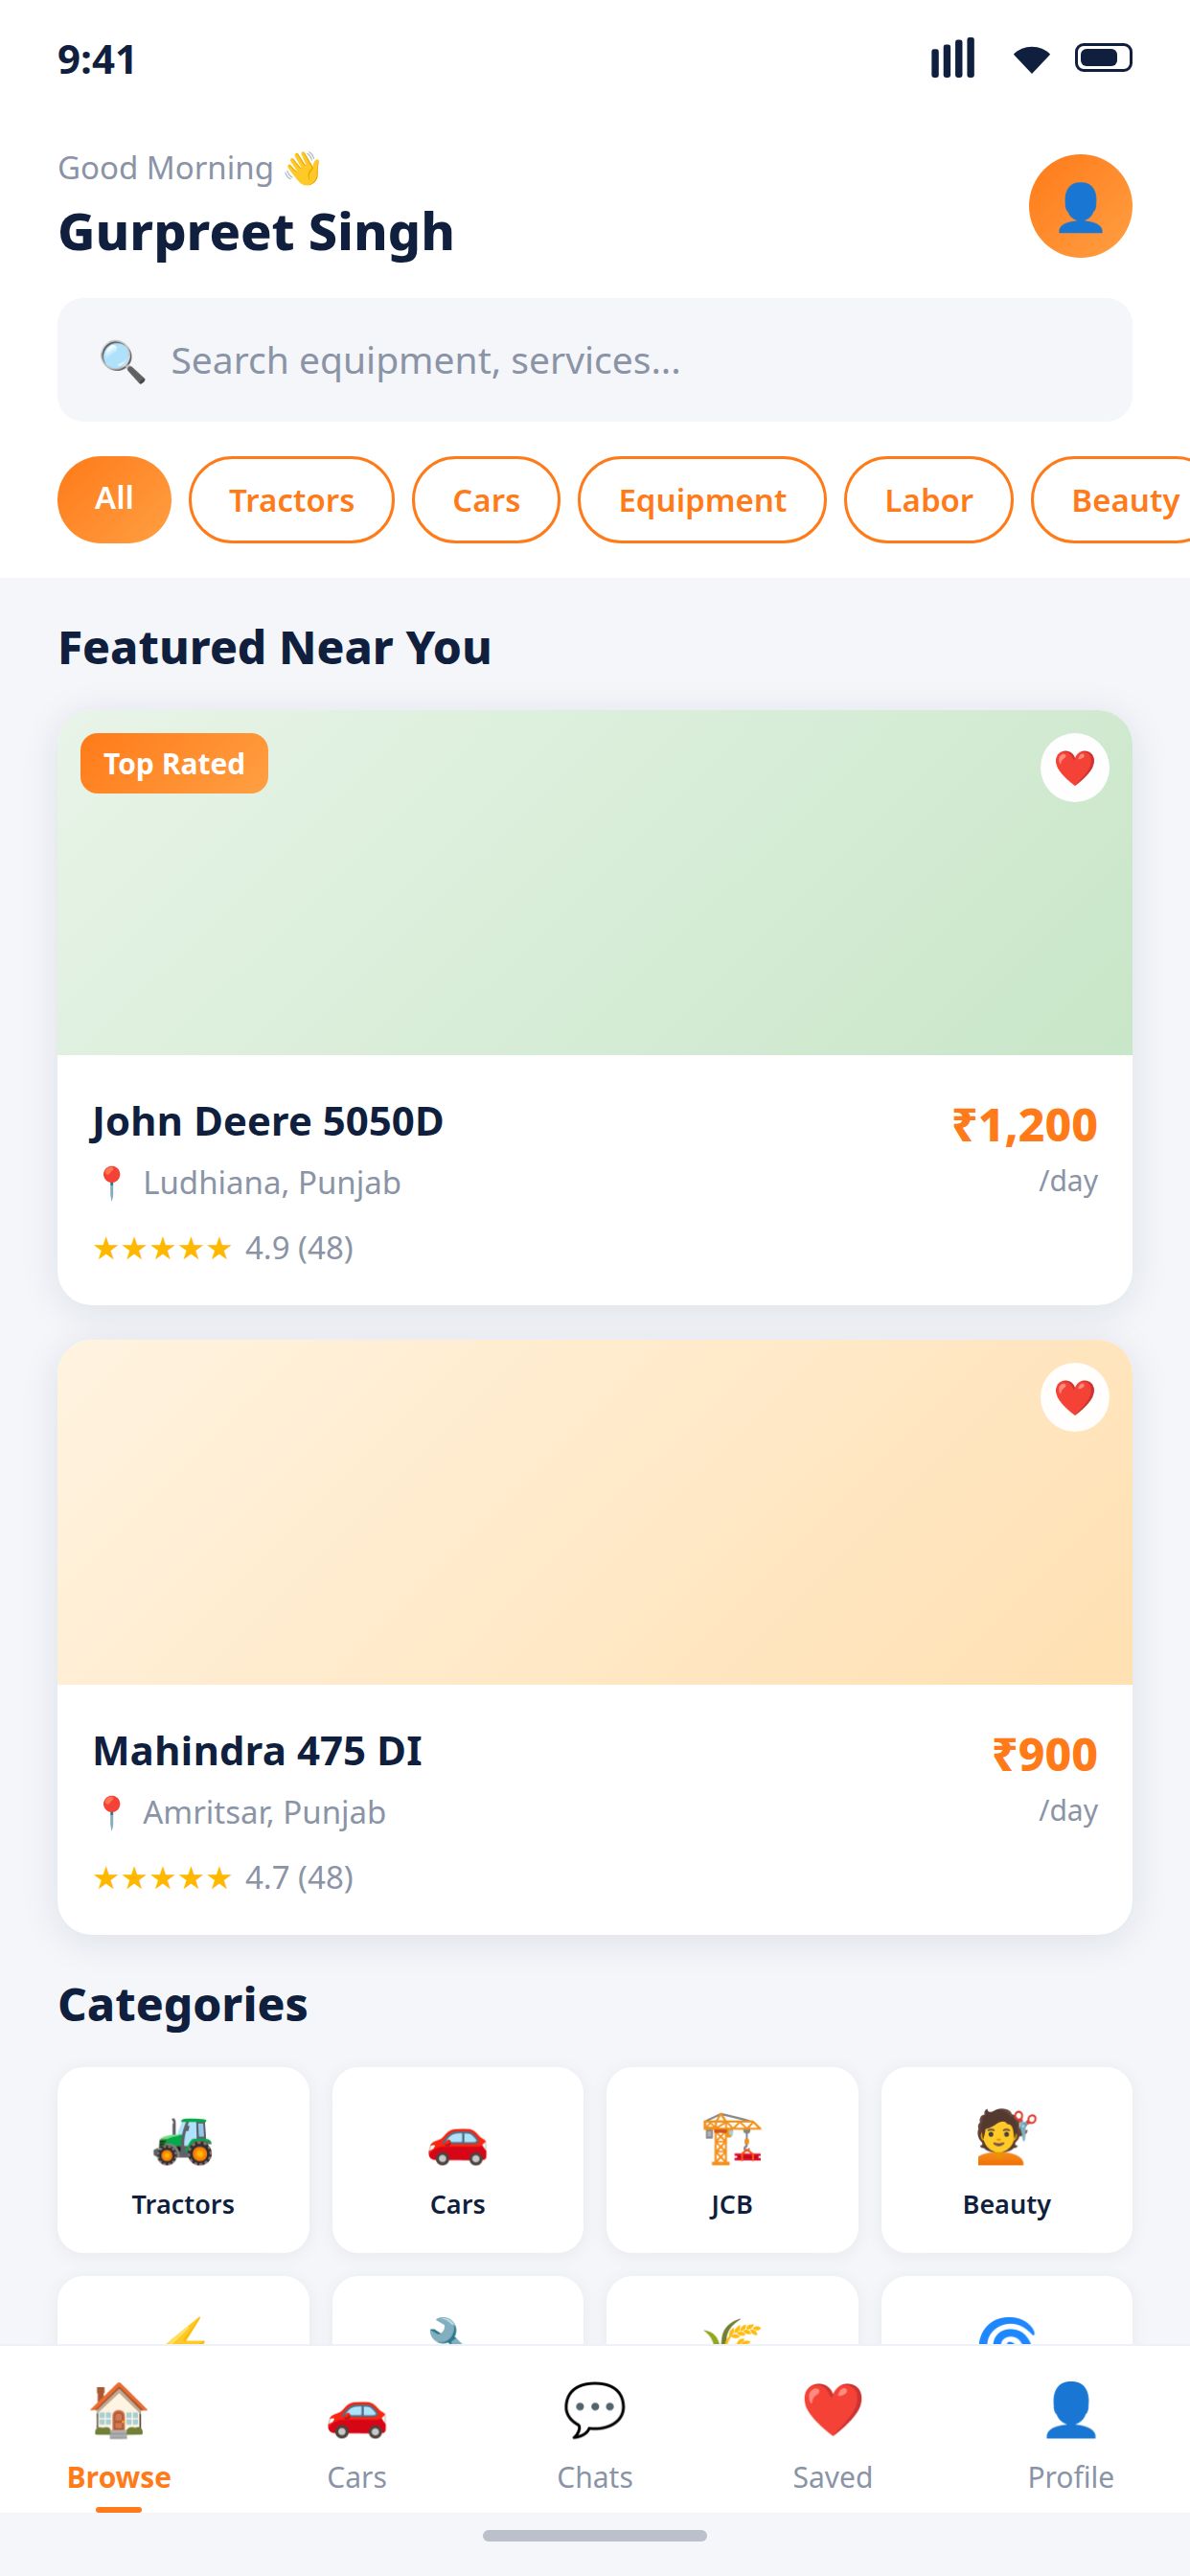 9:41
Good Morning 👋
Gurpreet Singh
Search equipment, services...
All Tractors Cars Equipment Labor Beauty
Featured Near You
Top Rated
John Deere 5050D ₹1,200
Ludhiana, Punjab /day
★★★★★ 4.9 (48)
Mahindra 475 DI ₹900
Amritsar, Punjab /day
★★★★★ 4.7 (48)
Categories
Tractors Cars JCB Beauty
Browse Cars Chats Saved Profile